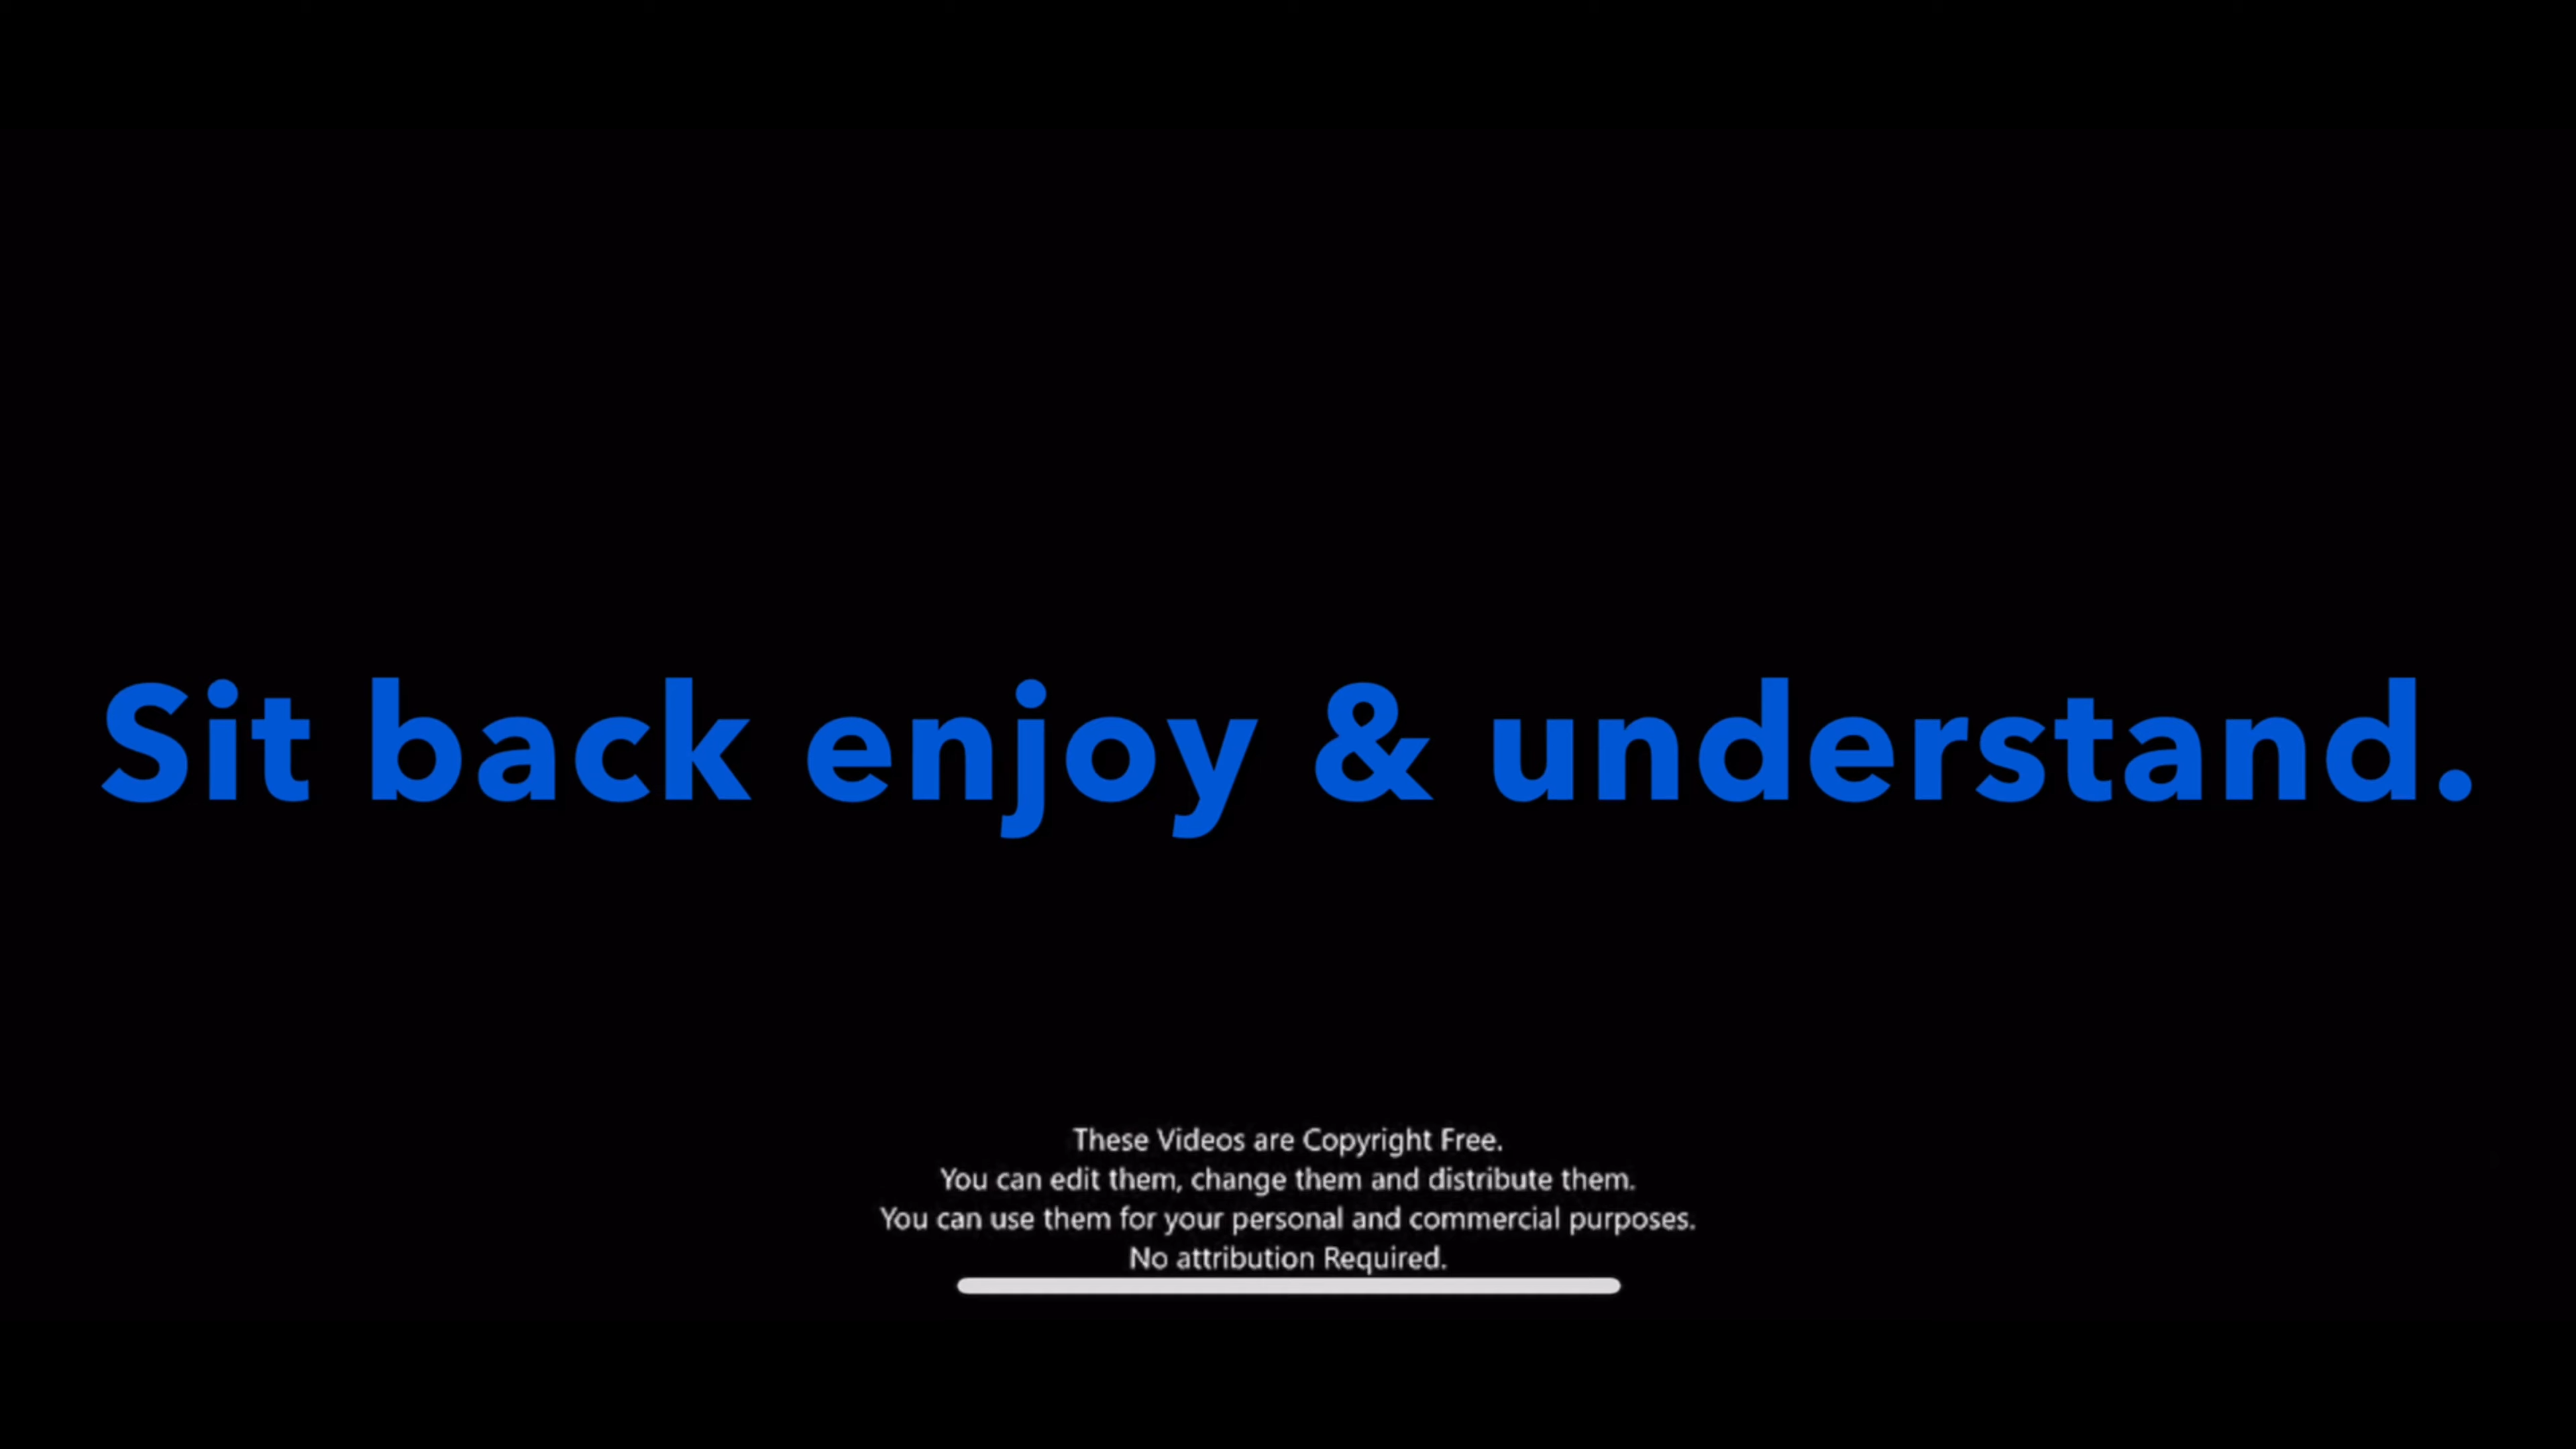 Sit back enjoy & understand.
These Videos are Copyright Free.
You can edit them, change them and distribute them.
You can use them for your personal and commercial purposes.
No attribution Required.